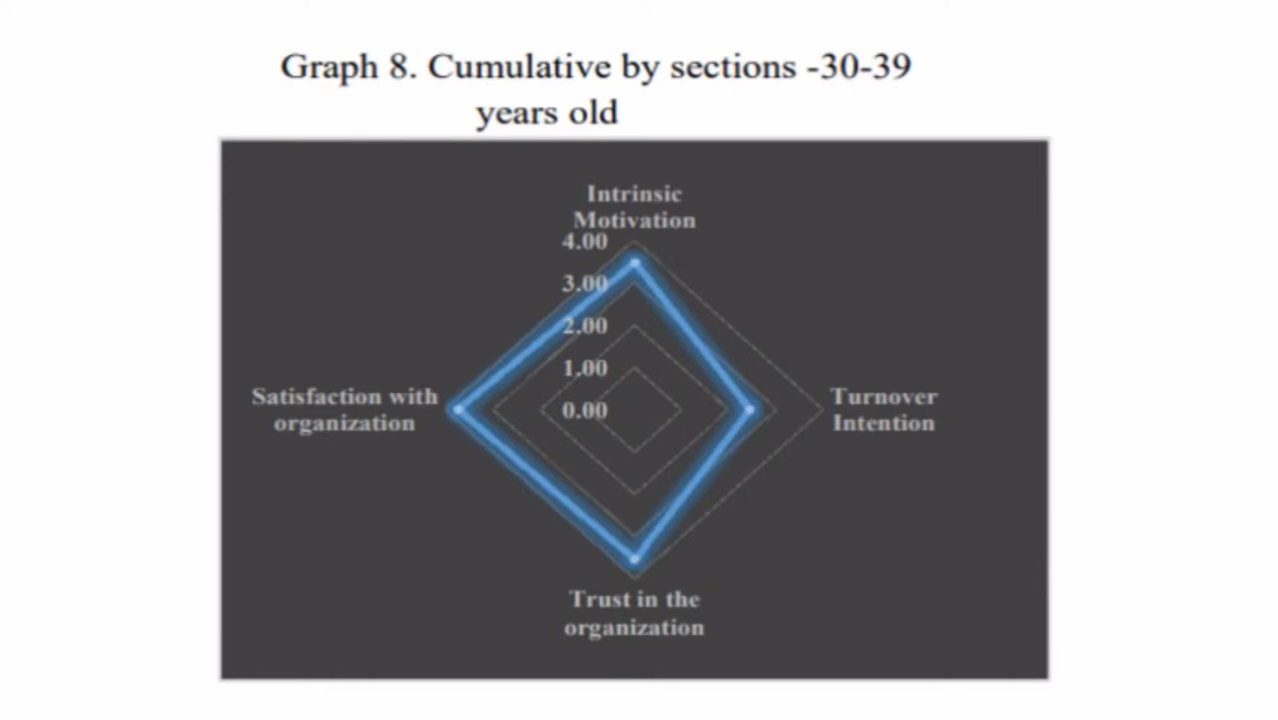 Graph 8. Cumulative by sections -30-39
years old
Intrinsic
Motivation
4.00
3.00
2.00
1.00
0.00
Satisfaction with
organization
Turnover
Intention
Trust in the
organization